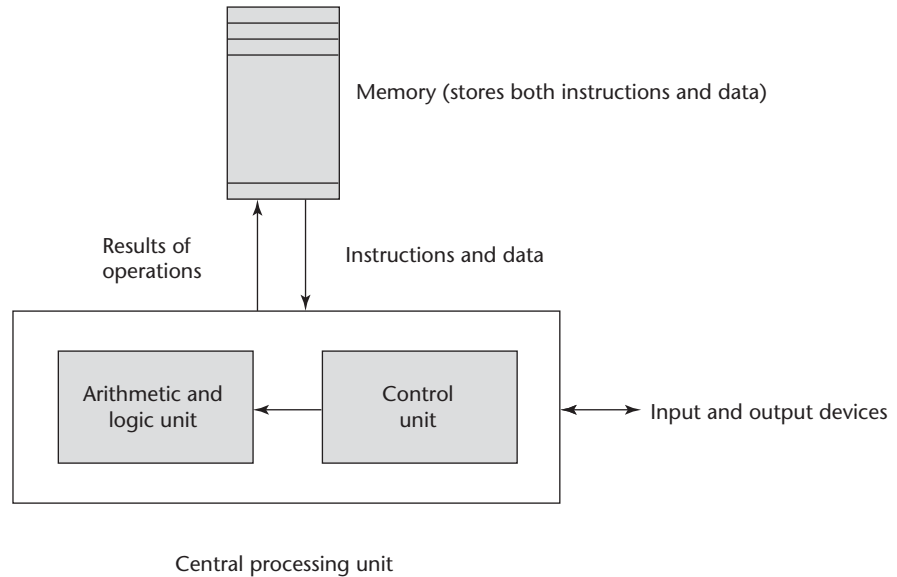 Memory (stores both instructions and data)
Results of
operations
Instructions and data
Arithmetic and
logic unit
Control
unit
Input and output devices
Central processing unit